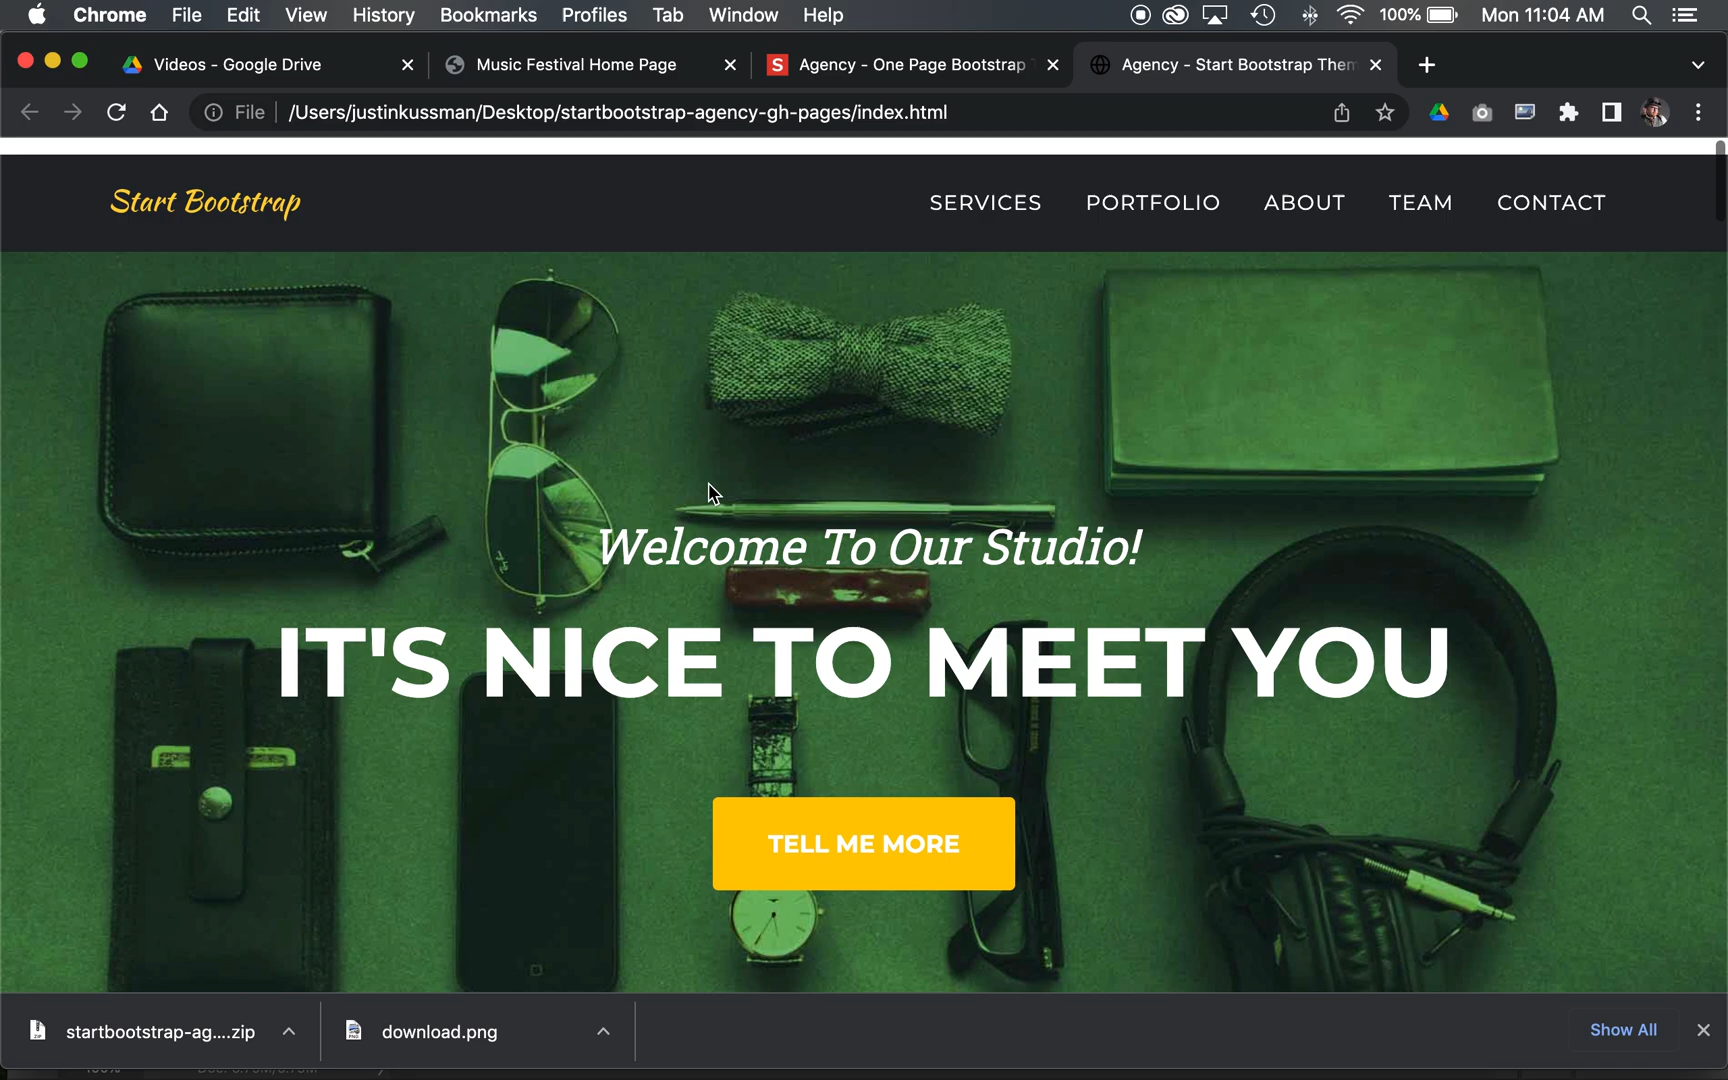 Chrome File Edit View History Bookmarks Profiles Tab Window Help 100% Mon 11:04 AM
Videos - Google Drive Music Festival Home Page S Agency - One Page Bootstrap Agency - Start Bootstrap Them
File /Users/justinkussman/Desktop/startbootstrap-agency-gh-pages/index.html
Start Bootstrap SERVICES PORTFOLIO ABOUT TEAM CONTACT
Welcome To Our Studio!
IT'S NICE TO MEET YOU
TELL ME MORE
startbootstrap-ag....zip download.png Show All